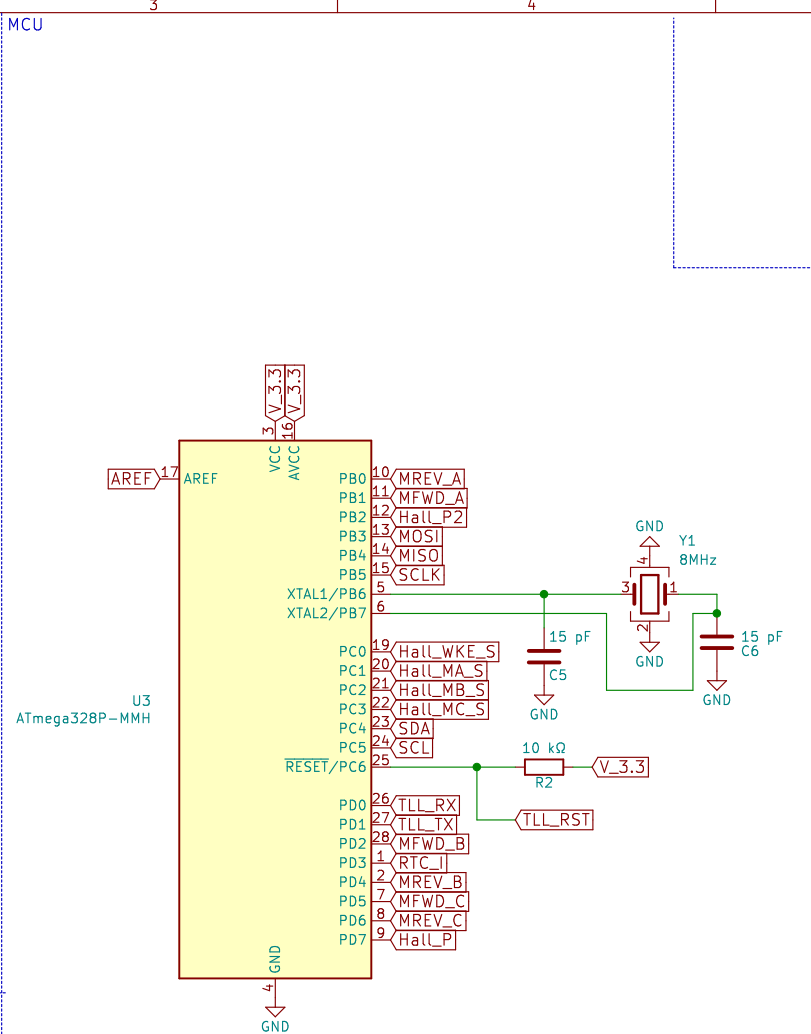 3
4
MCU
V_3.3
V_3.3
3
16
VCC
AVCC
AREF
17
AREF
PB0
10
MREV_A
PB1
11
MFWD_A
PB2
12
Hall_P2
PB3
13
MOSI
PB4
14
MISO
PB5
15
SCLK
XTAL1/PB6
5
XTAL2/PB7
6
GND
Y1
8MHz
4
3
1
2
GND
15 pF
C5
GND
15 pF
C6
GND
PC0
19
Hall_WKE_S
PC1
20
Hall_MA_S
PC2
21
Hall_MB_S
PC3
22
Hall_MC_S
PC4
23
SDA
PC5
24
SCL
RESET/PC6
25
U3
ATmega328P-MMH
10 kΩ
R2
V_3.3
TLL_RST
PD0
26
TLL_RX
PD1
27
TLL_TX
PD2
28
MFWD_B
PD3
1
RTC_I
PD4
2
MREV_B
PD5
7
MFWD_C
PD6
8
MREV_C
PD7
9
Hall_P
GND
4
GND